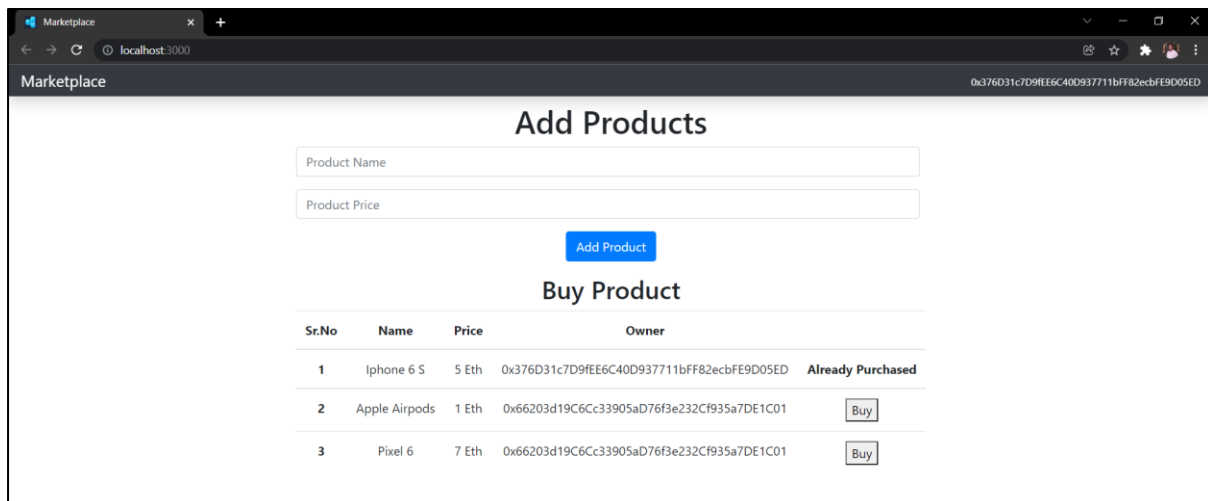 Marketplace
localhost:3000
Marketplace 0x376D31c7D9fEE6C40D937711bFF82ecbFE9D05ED
Add Products
Product Name
Product Price
Add Product
Buy Product
Sr.No Name Price Owner
1 Iphone 6 S 5 Eth 0x376D31c7D9fEE6C40D937711bFF82ecbFE9D05ED Already Purchased
2 Apple Airpods 1 Eth 0x66203d19C6Cc33905aD76f3e232Cf935a7DE1C01 Buy
3 Pixel 6 7 Eth 0x66203d19C6Cc33905aD76f3e232Cf935a7DE1C01 Buy